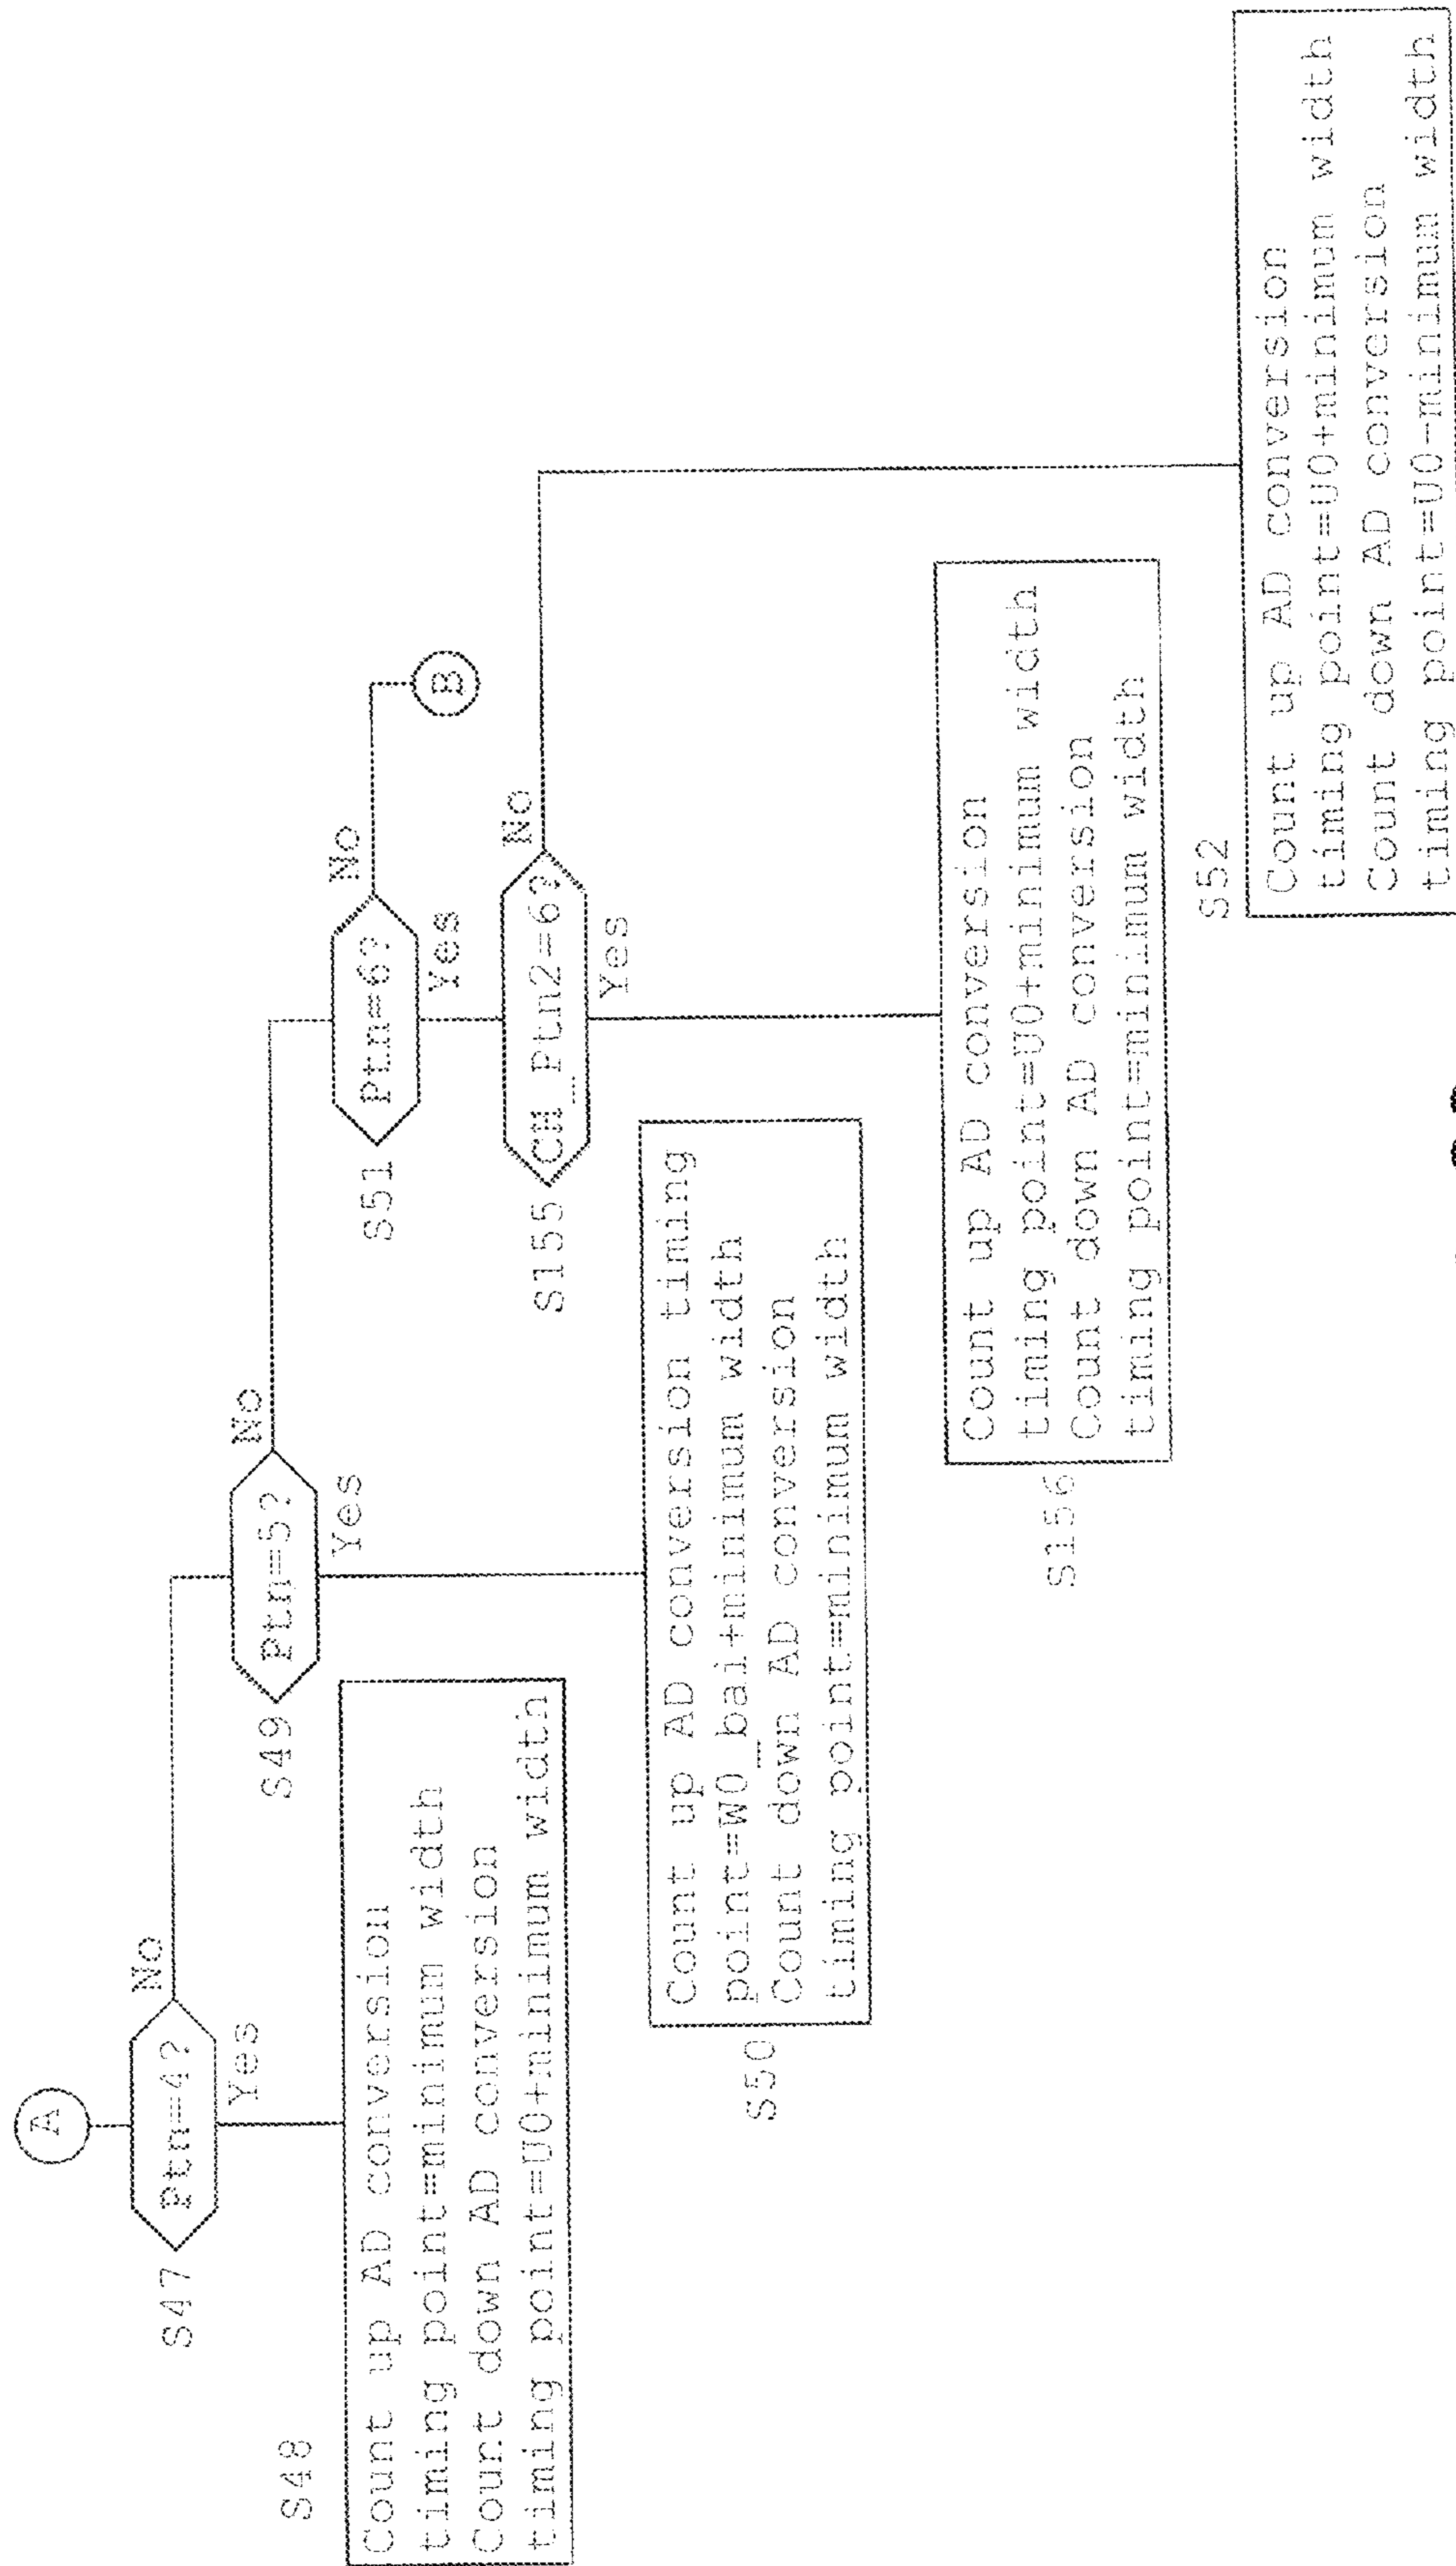 A
S47
Ptn=4?
No
Yes
S48
Count up AD conversion
timing point=minimum width
Count down AD conversion
timing point=U0+minimum width
S49
Ptn=5?
No
Yes
S50
Count up AD conversion timing
point=W0_bai+minimum width
Count down AD conversion
timing point=minimum width
S51
Ptn=6?
No
Yes
B
S155
CH_Ptn2=6?
No
Yes
S156
Count up AD conversion
timing point=U0+minimum width
Count down AD conversion
timing point=minimum width
S52
Count up AD conversion
timing point=U0+minimum width
Count down AD conversion
timing point=U0-minimum width